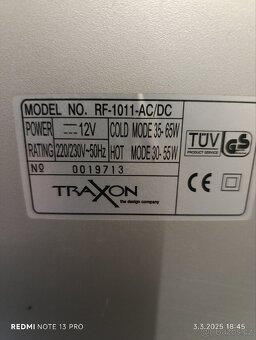 MODEL NO. RF-1011-AC/DC
POWER ⎓ 12V COLD MODE 35-65W
RATING 220/230V~50Hz HOT MODE 30-55W
Nº 0019713
TRAXON
the design company
TÜV
PRODUCT SERVICE
GS
CE
REDMI NOTE 13 PRO
3.3.2025 18:45